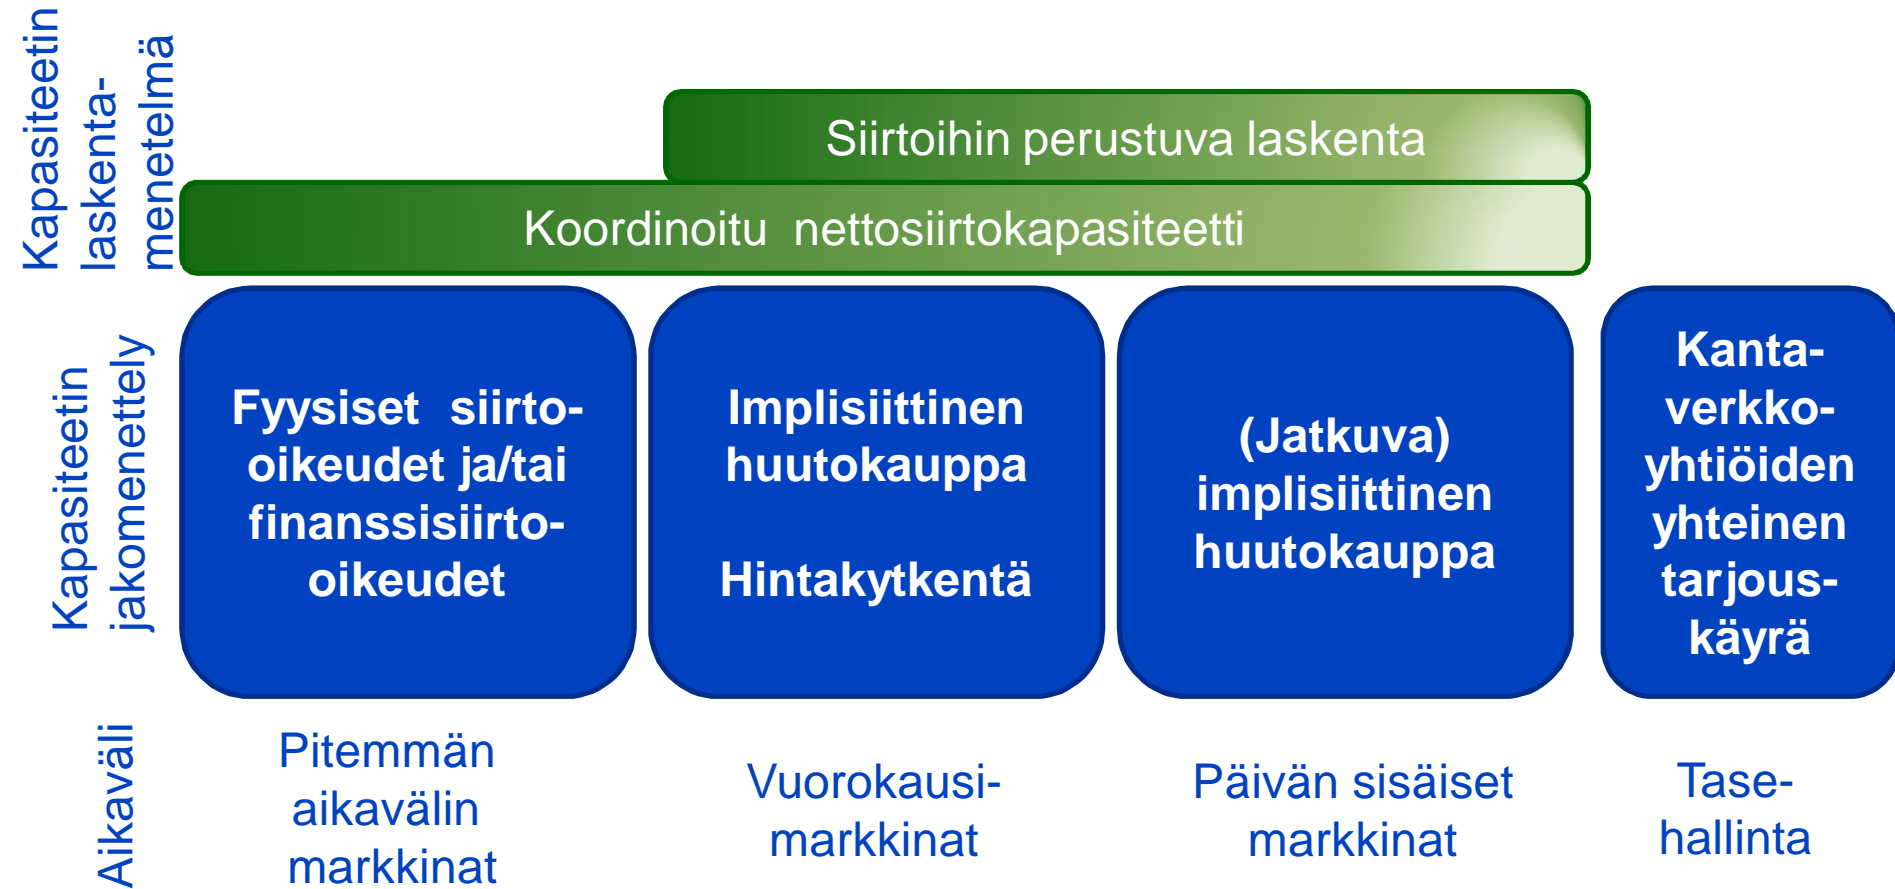 Kapasiteetin
laskenta-
menetelmä
Siirtoihin perustuva laskenta
Koordinoitu nettosiirtokapasiteetti
Kapasiteetin
jakomenettely
Fyysiset siirto-
oikeudet ja/tai
finanssisiirto-
oikeudet
Implisiittinen
huutokauppa
Hintakytkentä
(Jatkuva)
implisiittinen
huutokauppa
Kanta-
verkko-
yhtiöiden
yhteinen
tarjous-
käyrä
Aikaväli
Pitemmän
aikavälin
markkinat
Vuorokausi-
markkinat
Päivän sisäiset
markkinat
Tase-
hallinta